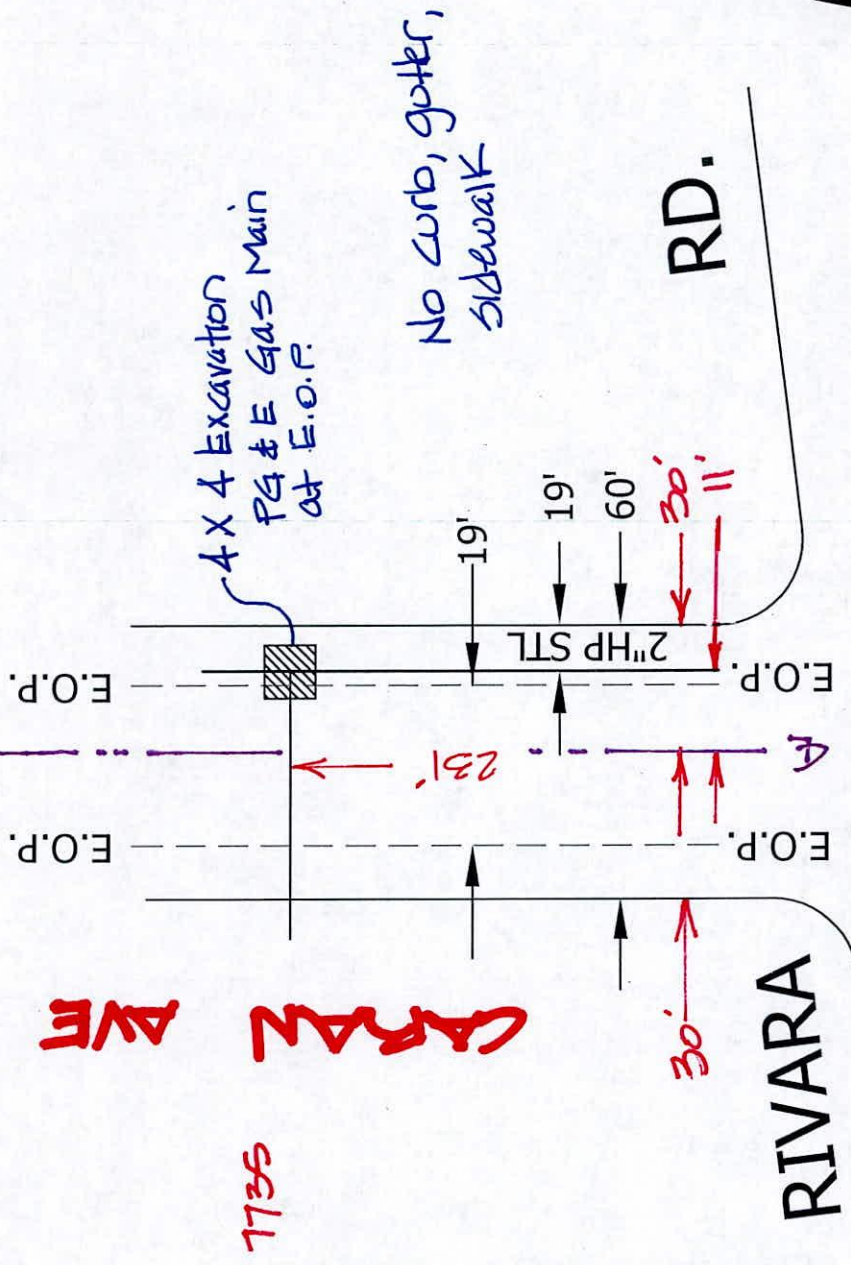 E.O.P.
E.O.P.
4 X 4 Excavation
PG & E Gas Main
at E.O.P.
No curb, gutter,
sidewalk
AVE
7735
231'
19'
19'
60'
30'
11'
2"HP STL
E.O.P.
E.O.P.
30'
RIVARA
RD.